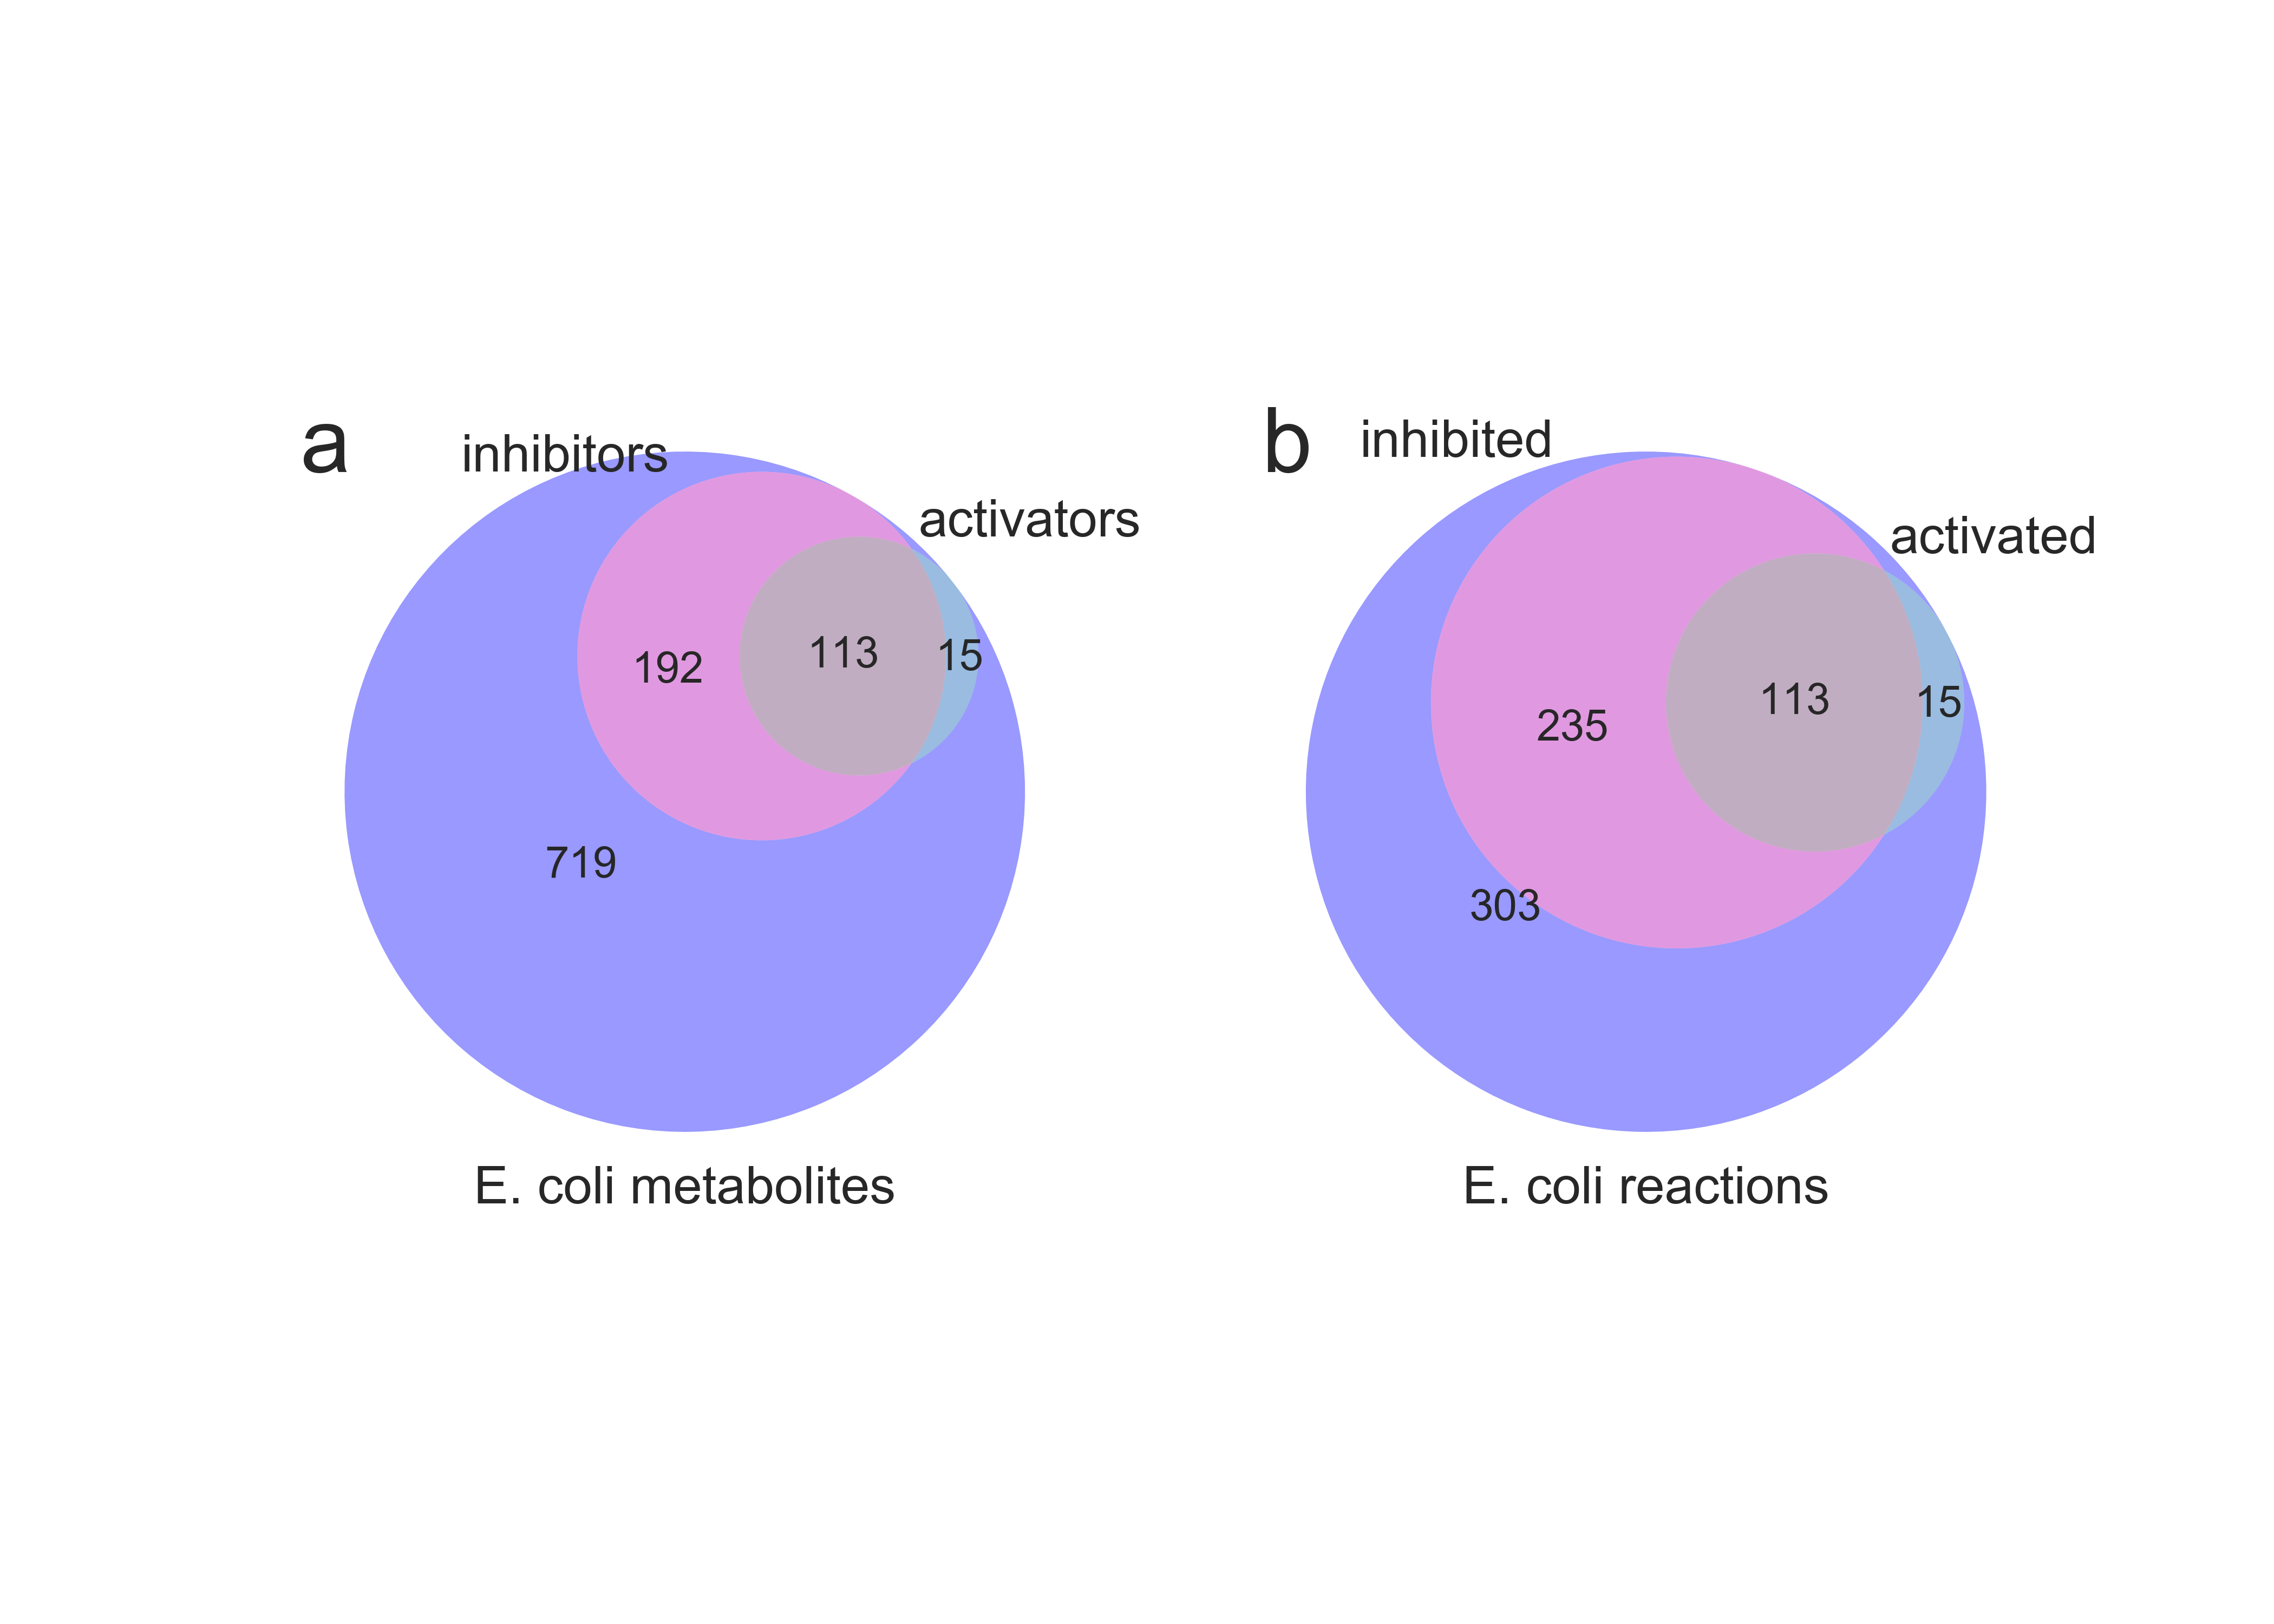 a
inhibitors
activators
192
113
15
719
E. coli metabolites
b
inhibited
activated
235
113
15
303
E. coli reactions